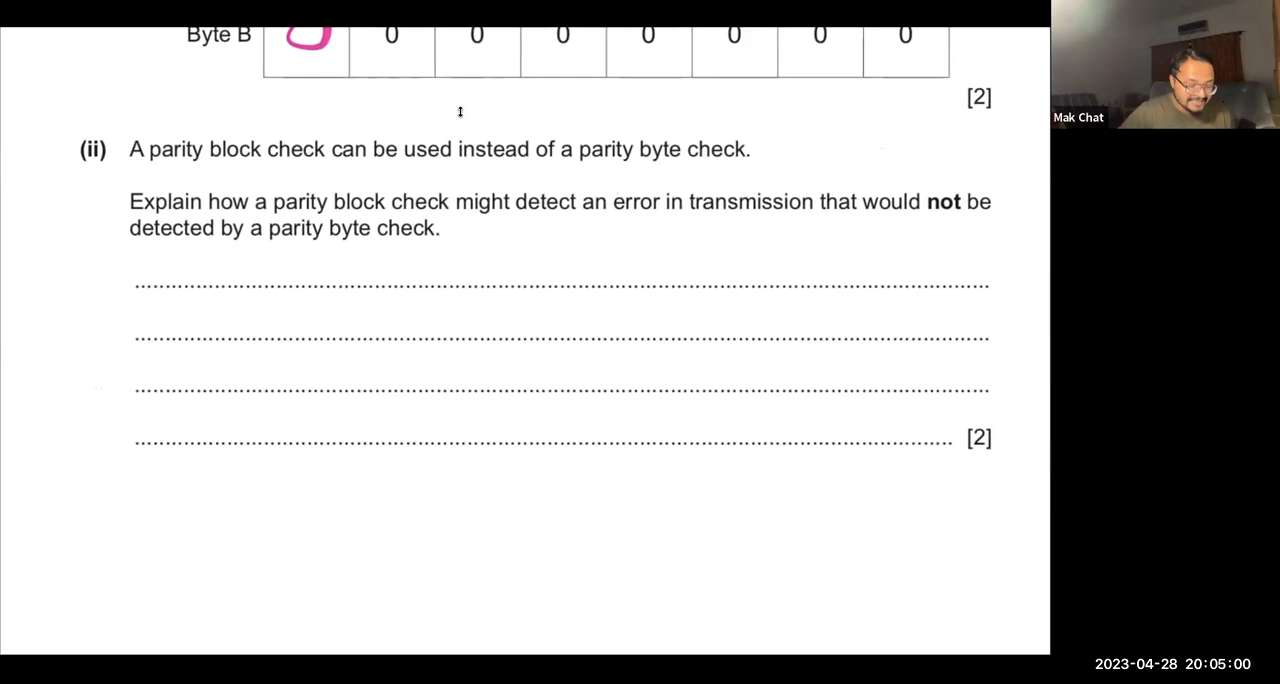 Byte B 0 0 0 0 0 0 0 0
[2]
(ii) A parity block check can be used instead of a parity byte check.
Explain how a parity block check might detect an error in transmission that would not be
detected by a parity byte check.
[2]
Mak Chat
2023-04-28 20:05:00